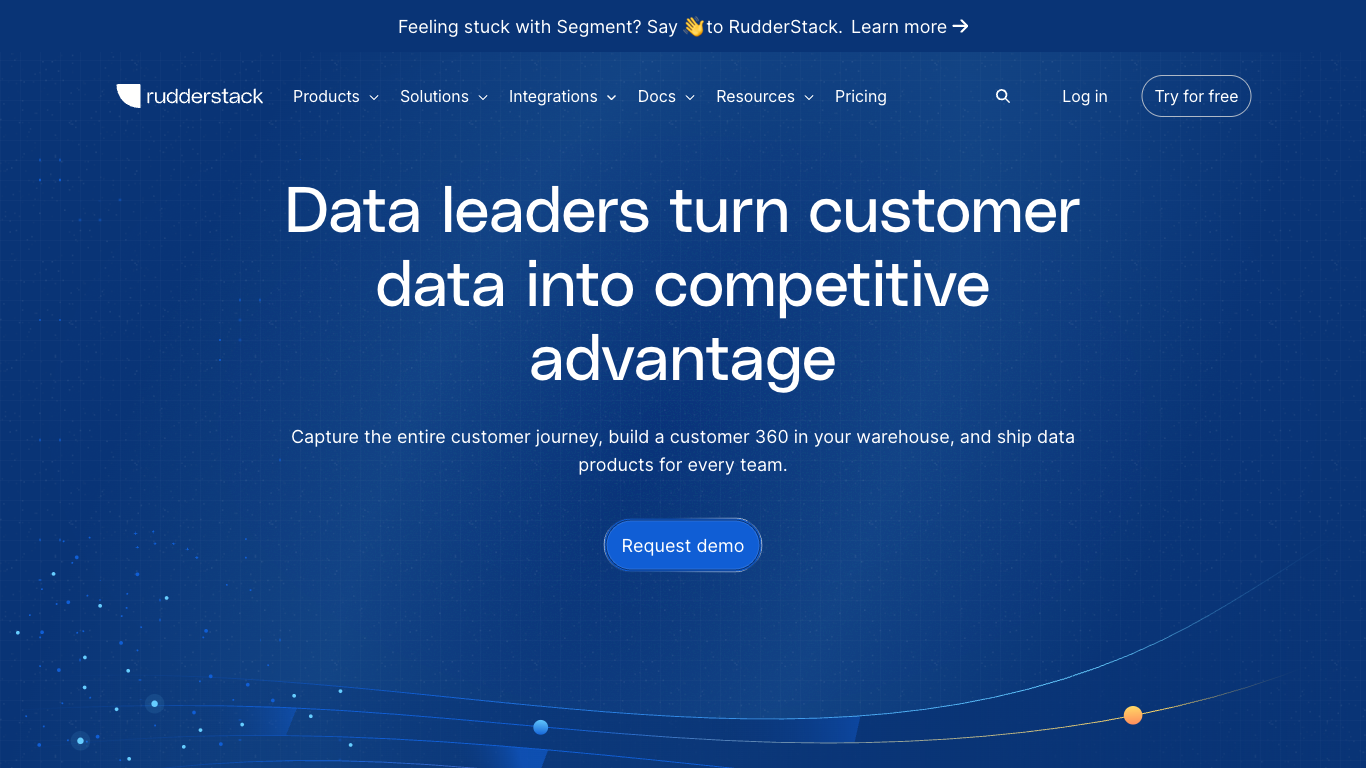 Feeling stuck with Segment? Say 👋 to RudderStack. Learn more →
rudderstack Products Solutions Integrations Docs Resources Pricing Log in Try for free
Data leaders turn customer
data into competitive
advantage
Capture the entire customer journey, build a customer 360 in your warehouse, and ship data
products for every team.
Request demo